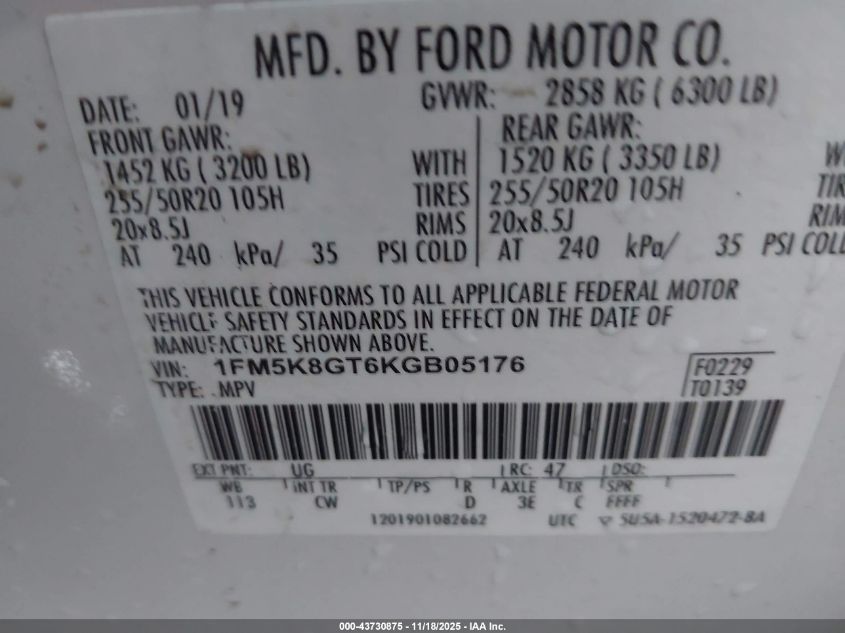 MFD. BY FORD MOTOR CO.
DATE: 01/19 GVWR: 2858 KG ( 6300 LB)
FRONT GAWR: REAR GAWR:
1452 KG ( 3200 LB) WITH 1520 KG ( 3350 LB) W
255/50R20 105H TIRES 255/50R20 105H TIR
20x8.5J RIMS 20x8.5J RIM
AT 240 kPa/ 35 PSI COLD AT 240 kPa/ 35 PSI COLD
THIS VEHICLE CONFORMS TO ALL APPLICABLE FEDERAL MOTOR
VEHICLE SAFETY STANDARDS IN EFFECT ON THE DATE OF
MANUFACTURE SHOWN ABOVE.
VIN: 1FM5K8GT6KGB05176 F0229
TYPE: MPV T0139
EXT PNT: UG RC: 47 DSO:
WB INT TR TP/PS R AXLE TR SPR
113 CW D 3E C FFFF
1201901082662 UTC 5U5A-1520472-BA
000-43730875 - 11/18/2025 - IAA Inc.